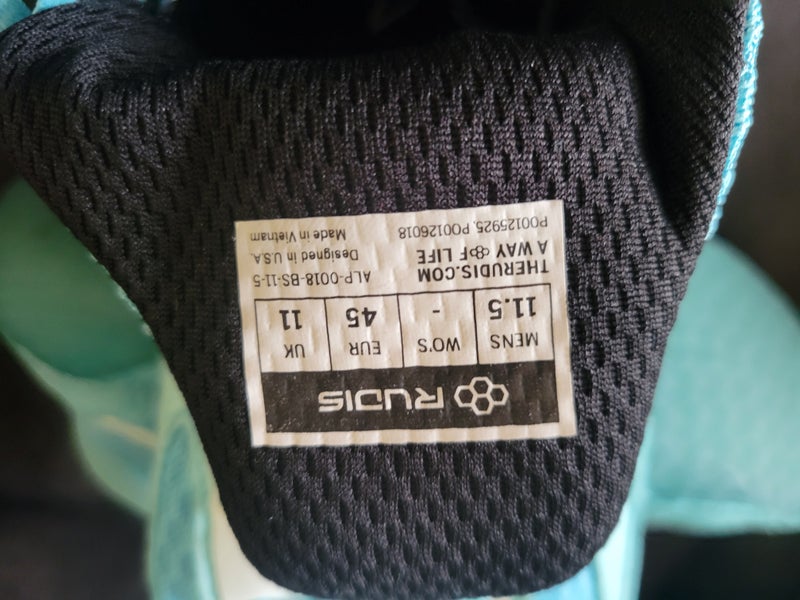 RUDIS
MENS WO'S EUR UK
11.5 - 45 11
THERUDIS.COM
A WAY OF LIFE
P00125925, P00126018
ALP-0018-BS-11-5
Designed in U.S.A.
Made in Vietnam